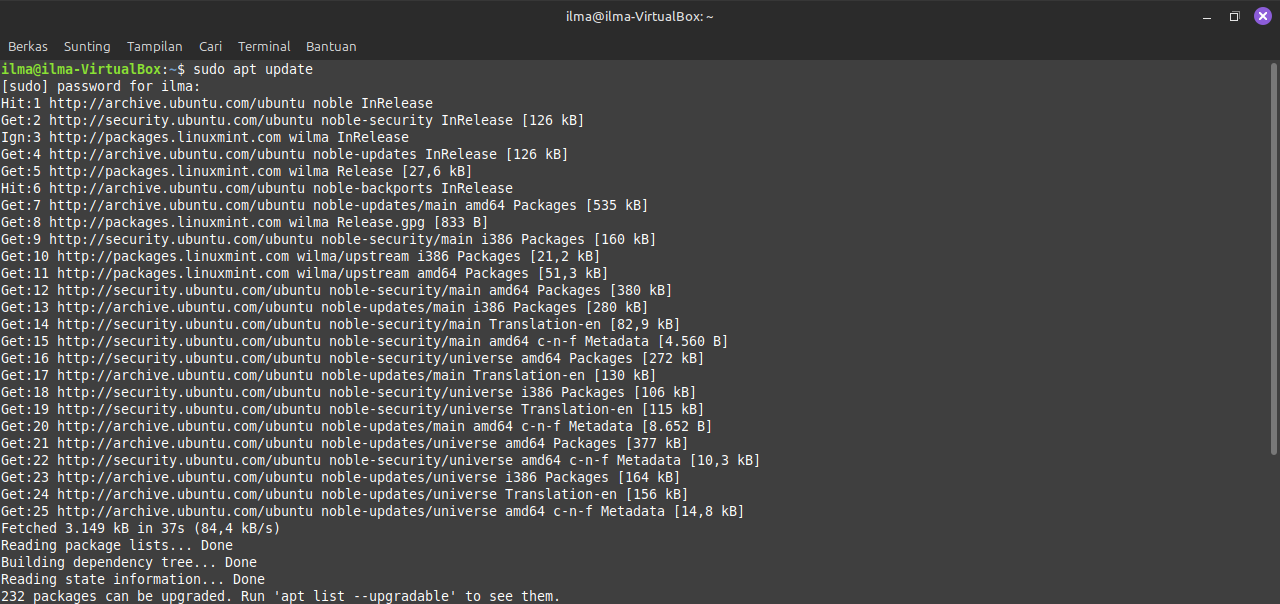 ilma@ilma-VirtualBox: ~
Berkas Sunting Tampilan Cari Terminal Bantuan
ilma@ilma-VirtualBox:~$ sudo apt update
[sudo] password for ilma:
Hit:1 http://archive.ubuntu.com/ubuntu noble InRelease
Get:2 http://security.ubuntu.com/ubuntu noble-security InRelease [126 kB]
Ign:3 http://packages.linuxmint.com wilma InRelease
Get:4 http://archive.ubuntu.com/ubuntu noble-updates InRelease [126 kB]
Get:5 http://packages.linuxmint.com wilma Release [27,6 kB]
Hit:6 http://archive.ubuntu.com/ubuntu noble-backports InRelease
Get:7 http://archive.ubuntu.com/ubuntu noble-updates/main amd64 Packages [535 kB]
Get:8 http://packages.linuxmint.com wilma Release.gpg [833 B]
Get:9 http://security.ubuntu.com/ubuntu noble-security/main i386 Packages [160 kB]
Get:10 http://packages.linuxmint.com wilma/upstream i386 Packages [21,2 kB]
Get:11 http://packages.linuxmint.com wilma/upstream amd64 Packages [51,3 kB]
Get:12 http://security.ubuntu.com/ubuntu noble-security/main amd64 Packages [380 kB]
Get:13 http://archive.ubuntu.com/ubuntu noble-updates/main i386 Packages [280 kB]
Get:14 http://security.ubuntu.com/ubuntu noble-security/main Translation-en [82,9 kB]
Get:15 http://security.ubuntu.com/ubuntu noble-security/main amd64 c-n-f Metadata [4.560 B]
Get:16 http://security.ubuntu.com/ubuntu noble-security/universe amd64 Packages [272 kB]
Get:17 http://archive.ubuntu.com/ubuntu noble-updates/main Translation-en [130 kB]
Get:18 http://security.ubuntu.com/ubuntu noble-security/universe i386 Packages [106 kB]
Get:19 http://security.ubuntu.com/ubuntu noble-security/universe Translation-en [115 kB]
Get:20 http://archive.ubuntu.com/ubuntu noble-updates/main amd64 c-n-f Metadata [8.652 B]
Get:21 http://archive.ubuntu.com/ubuntu noble-updates/universe amd64 Packages [377 kB]
Get:22 http://security.ubuntu.com/ubuntu noble-security/universe amd64 c-n-f Metadata [10,3 kB]
Get:23 http://archive.ubuntu.com/ubuntu noble-updates/universe i386 Packages [164 kB]
Get:24 http://archive.ubuntu.com/ubuntu noble-updates/universe Translation-en [156 kB]
Get:25 http://archive.ubuntu.com/ubuntu noble-updates/universe amd64 c-n-f Metadata [14,8 kB]
Fetched 3.149 kB in 37s (84,4 kB/s)
Reading package lists... Done
Building dependency tree... Done
Reading state information... Done
232 packages can be upgraded. Run 'apt list --upgradable' to see them.